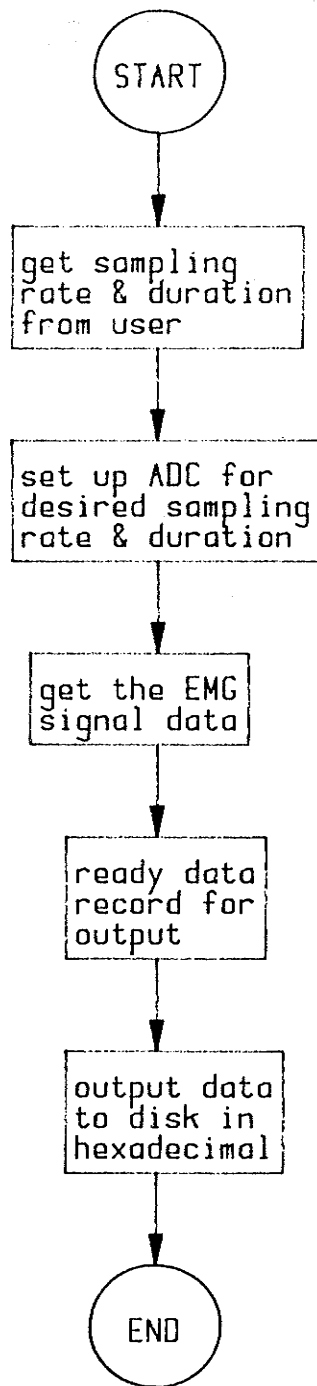 START
get sampling
rate & duration
from user
set up ADC for
desired sampling
rate & duration
get the EMG
signal data
ready data
record for
output
output data
to disk in
hexadecimal
END